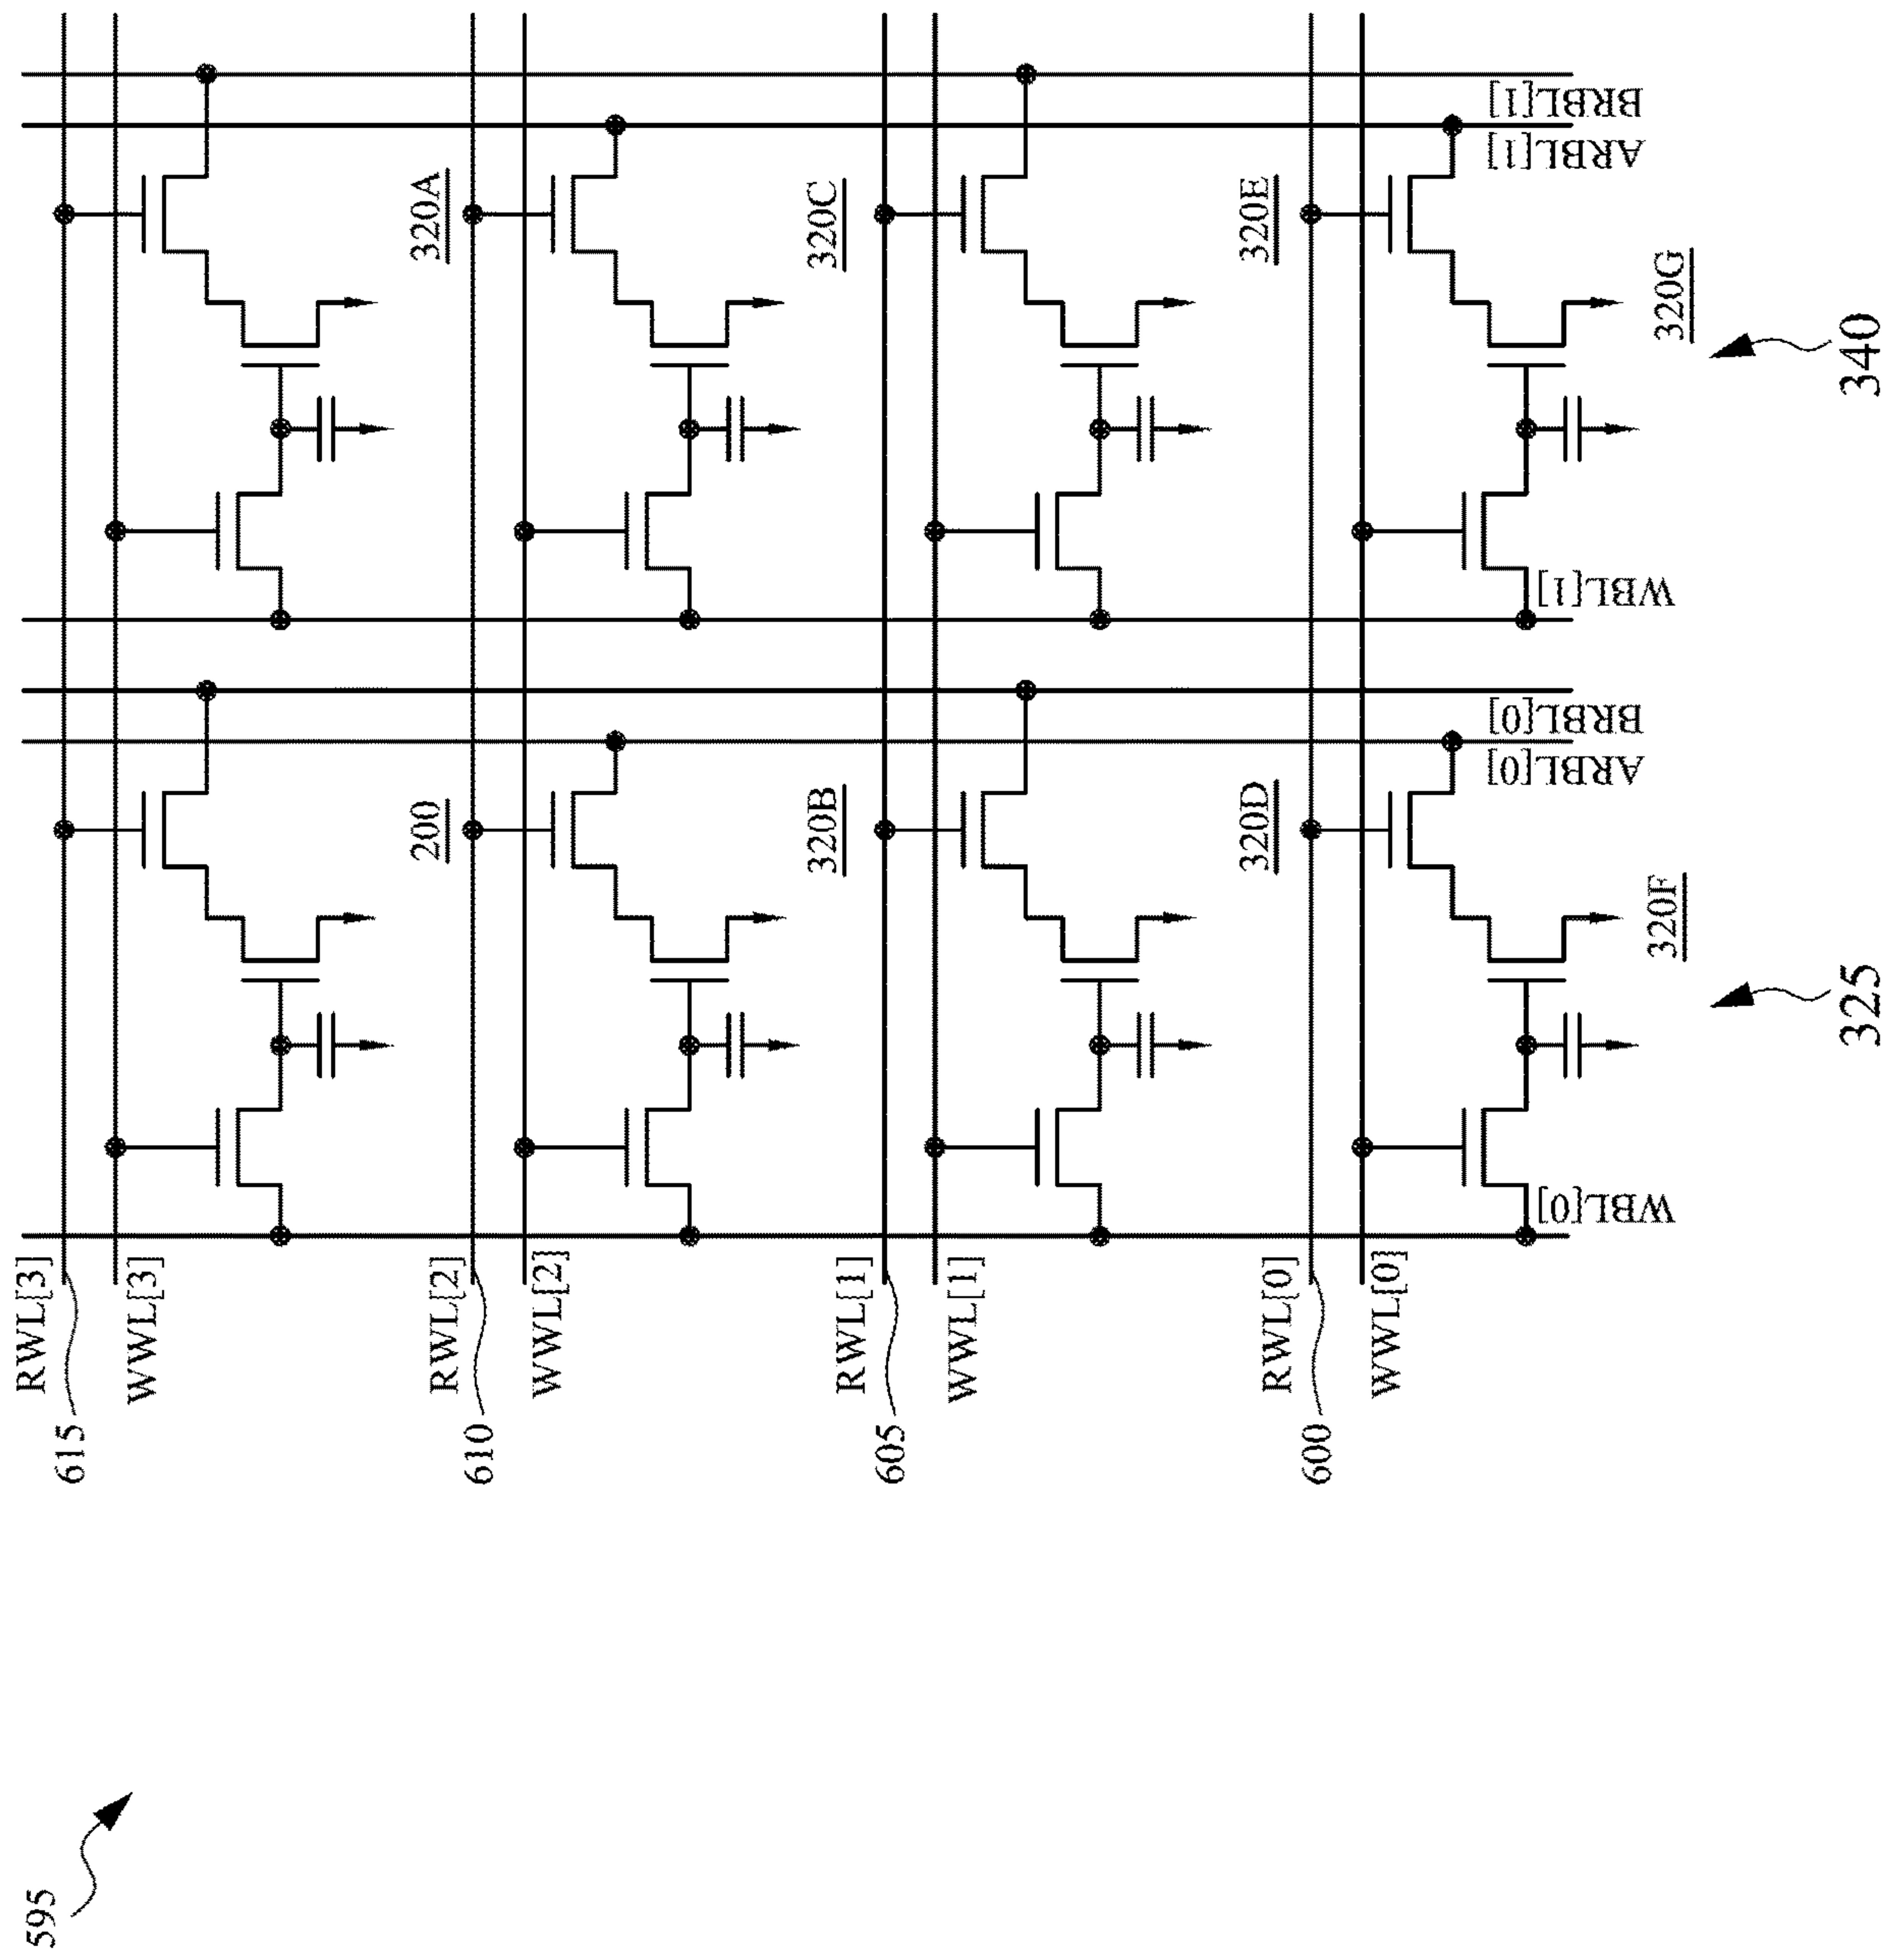 595
615
RWL[3]
WWL[3]
610
RWL[2]
WWL[2]
605
RWL[1]
WWL[1]
600
RWL[0]
WWL[0]
200
320A
320B
320C
320D
320E
320F
320G
WBL[0]
ARBL[0]
BRBL[0]
WBL[1]
ARBL[1]
BRBL[1]
325
340